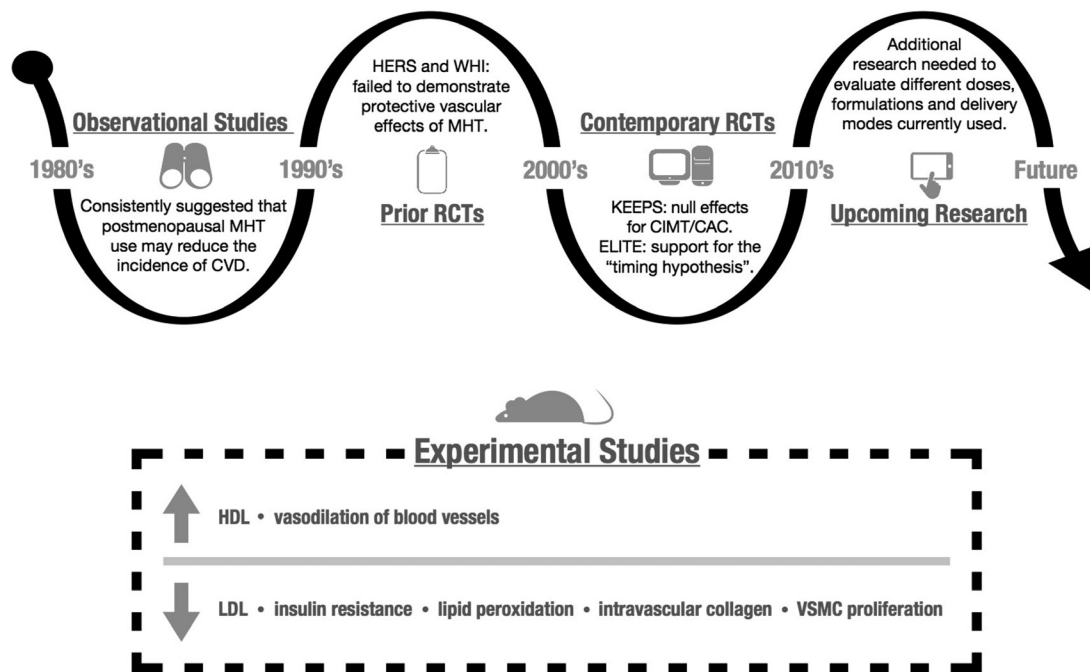 Observational Studies
1980's
Consistently suggested that
postmenopausal MHT
use may reduce the
incidence of CVD.
HERS and WHI:
failed to demonstrate
protective vascular
effects of MHT.
1990's
Prior RCTs
Contemporary RCTs
2000's
KEEPS: null effects
for CIMT/CAC.
ELITE: support for the
“timing hypothesis”.
Additional
research needed to
evaluate different doses,
formulations and delivery
modes currently used.
2010's
Upcoming Research
Future
Experimental Studies
HDL • vasodilation of blood vessels
LDL • insulin resistance • lipid peroxidation • intravascular collagen • VSMC proliferation